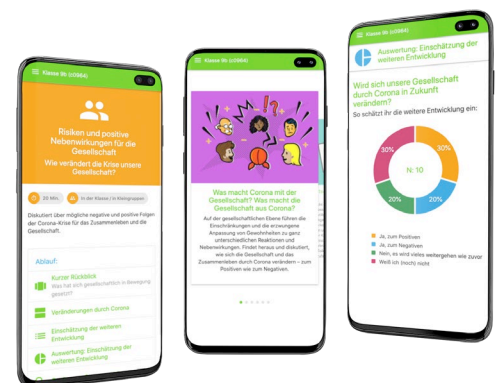 Klasse 9b (c0984)
Risiken und positive
Nebenwirkungen für die
Gesellschaft
Wie verändert die Krise unsere
Gesellschaft?
20 Min.
In der Klasse / in Kleingruppen
Diskutiert über mögliche negative und positive Folgen
der Corona-Krise für das Zusammenleben und die
Gesellschaft.
Ablauf:
Kurzer Rückblick
Was hat sich gesellschaftlich in Bewegung
gesetzt?
Veränderungen durch Corona
Einschätzung der weiteren
Entwicklung
Auswertung: Einschätzung der
weiteren Entwicklung
Klasse 9b (c0984)
Was macht Corona mit der
Gesellschaft? Was macht die
Gesellschaft aus Corona?
Auf der gesellschaftlichen Ebene führen die
Einschränkungen und die erzwungene
Anpassung von Gewohnheiten zu ganz
unterschiedlichen Reaktionen und
Nebenwirkungen. Findet heraus und diskutiert,
wie sich die Gesellschaft und das
Zusammenleben durch Corona verändern – zum
Positiven wie zum Negativen.
Klasse 9b (c0984)
Auswertung: Einschätzung der
weiteren Entwicklung
Wird sich unsere Gesellschaft
durch Corona in Zukunft
verändern?
So schätzt ihr die weitere Entwicklung ein:
30%
30%
N: 10
20%
20%
Ja, zum Positiven
Ja, zum Negativen
Nein, es wird vieles weitergehen wie zuvor
Weiß ich (noch) nicht